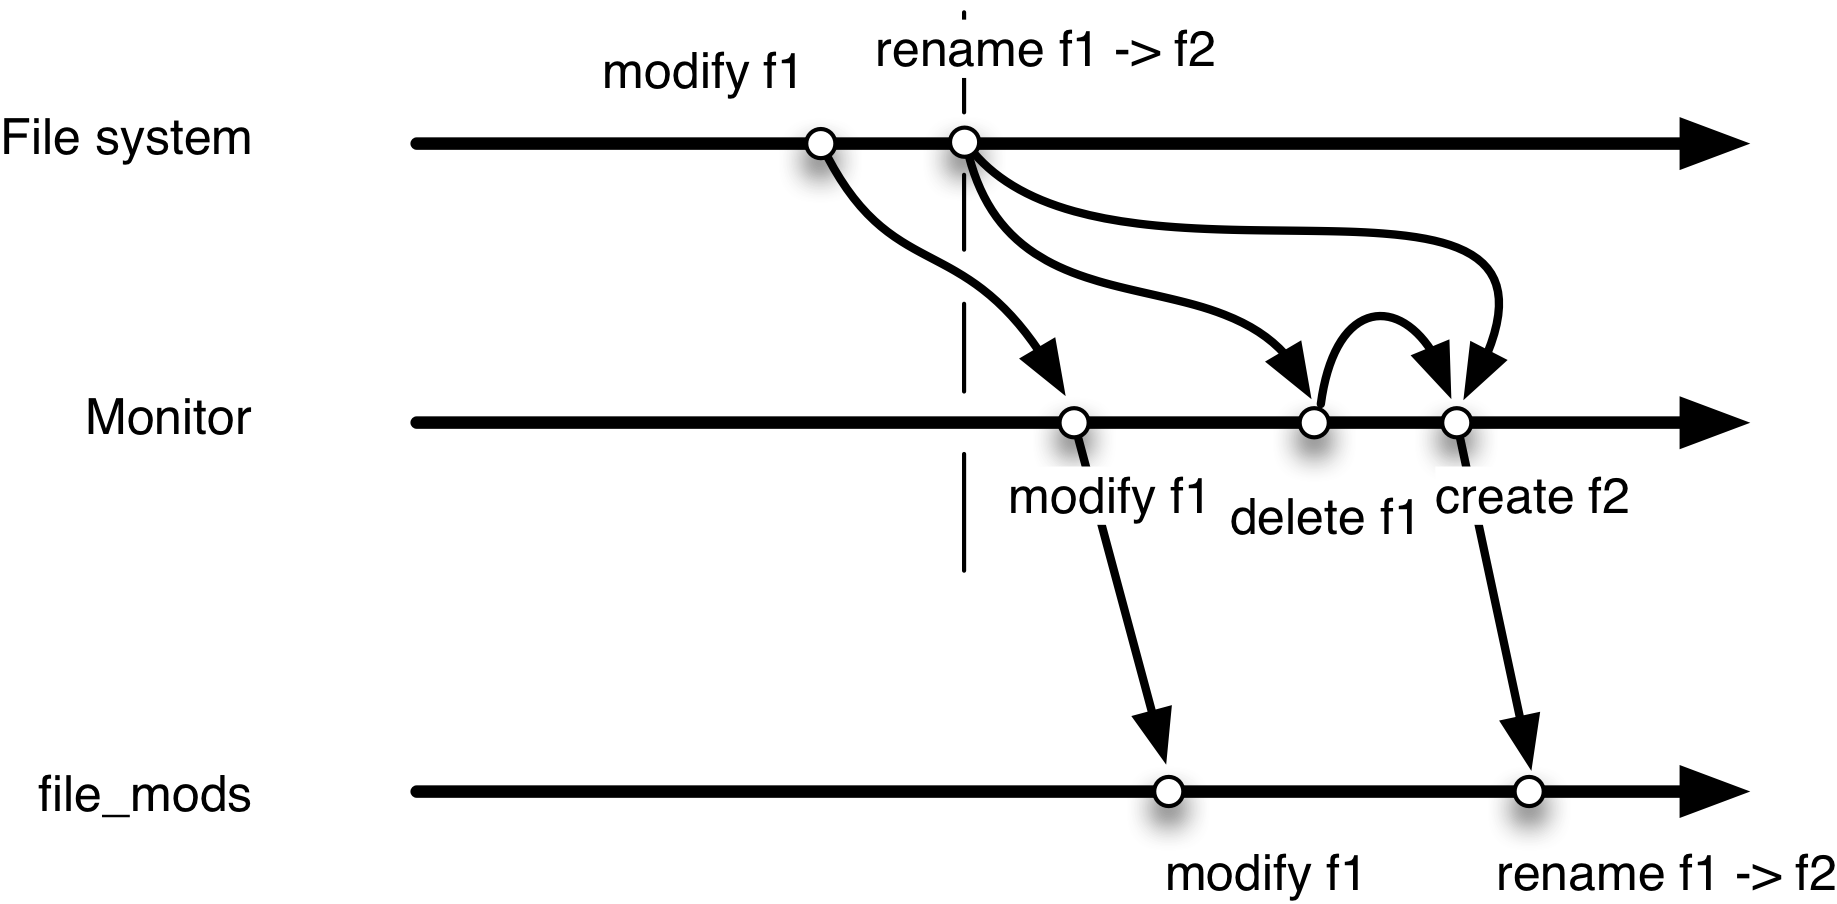 modify f1
rename f1 -> f2
File system
Monitor
modify f1
delete f1
create f2
file_mods
modify f1
rename f1 -> f2